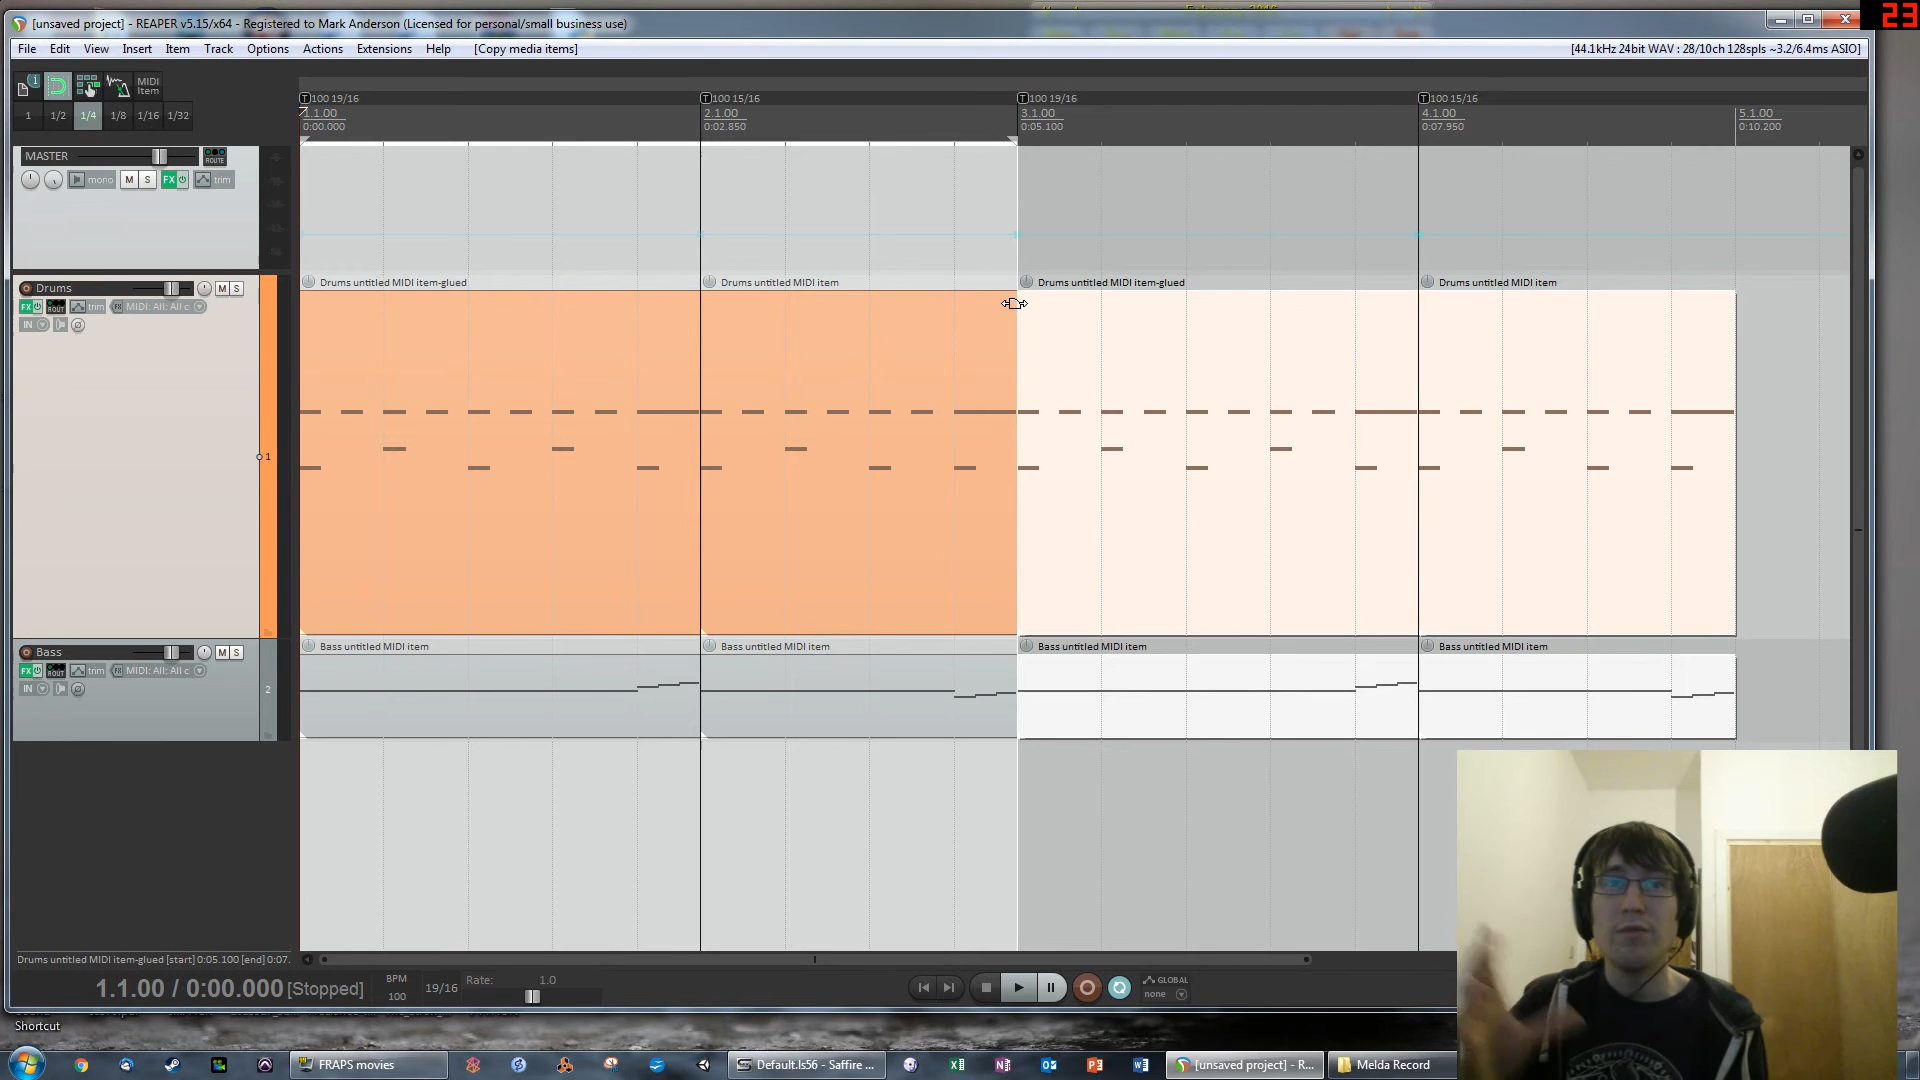 23
[unsaved project] - REAPER v5.15/x64 - Registered to Mark Anderson (Licensed for personal/small business use)
File Edit View Insert Item Track Options Actions Extensions Help [Copy media items]
[44.1kHz 24bit WAV : 28/10ch 128spls ~3.2/6.4ms ASIO]
MIDI
Item
1 1/2 1/4 1/8 1/16 1/32
T 100 19/16 T 100 15/16 T 100 19/16 T 100 15/16
1.1.00 2.1.00 3.1.00 4.1.00 5.1.00
0:00.000 0:02.850 0:05.100 0:07.950 0:10.200
MASTER
ROUTE
mono M S FX trim
Drums M S
FX ROUT trim MIDI: All: All c
IN
1
Drums untitled MIDI item-glued
Drums untitled MIDI item
Drums untitled MIDI item-glued
Drums untitled MIDI item
Bass M S
FX ROUT trim MIDI: All: All c
IN
2
Bass untitled MIDI item
Bass untitled MIDI item
Bass untitled MIDI item
Bass untitled MIDI item
Drums untitled MIDI item-glued [start] 0:05.100 [end] 0:07.
1.1.00 / 0:00.000 [Stopped]
BPM
100
19/16
Rate: 1.0
GLOBAL
none
Shortcut
FRAPS movies
Default.ls56 - Saffire ...
[unsaved project] - R...
Melda Record